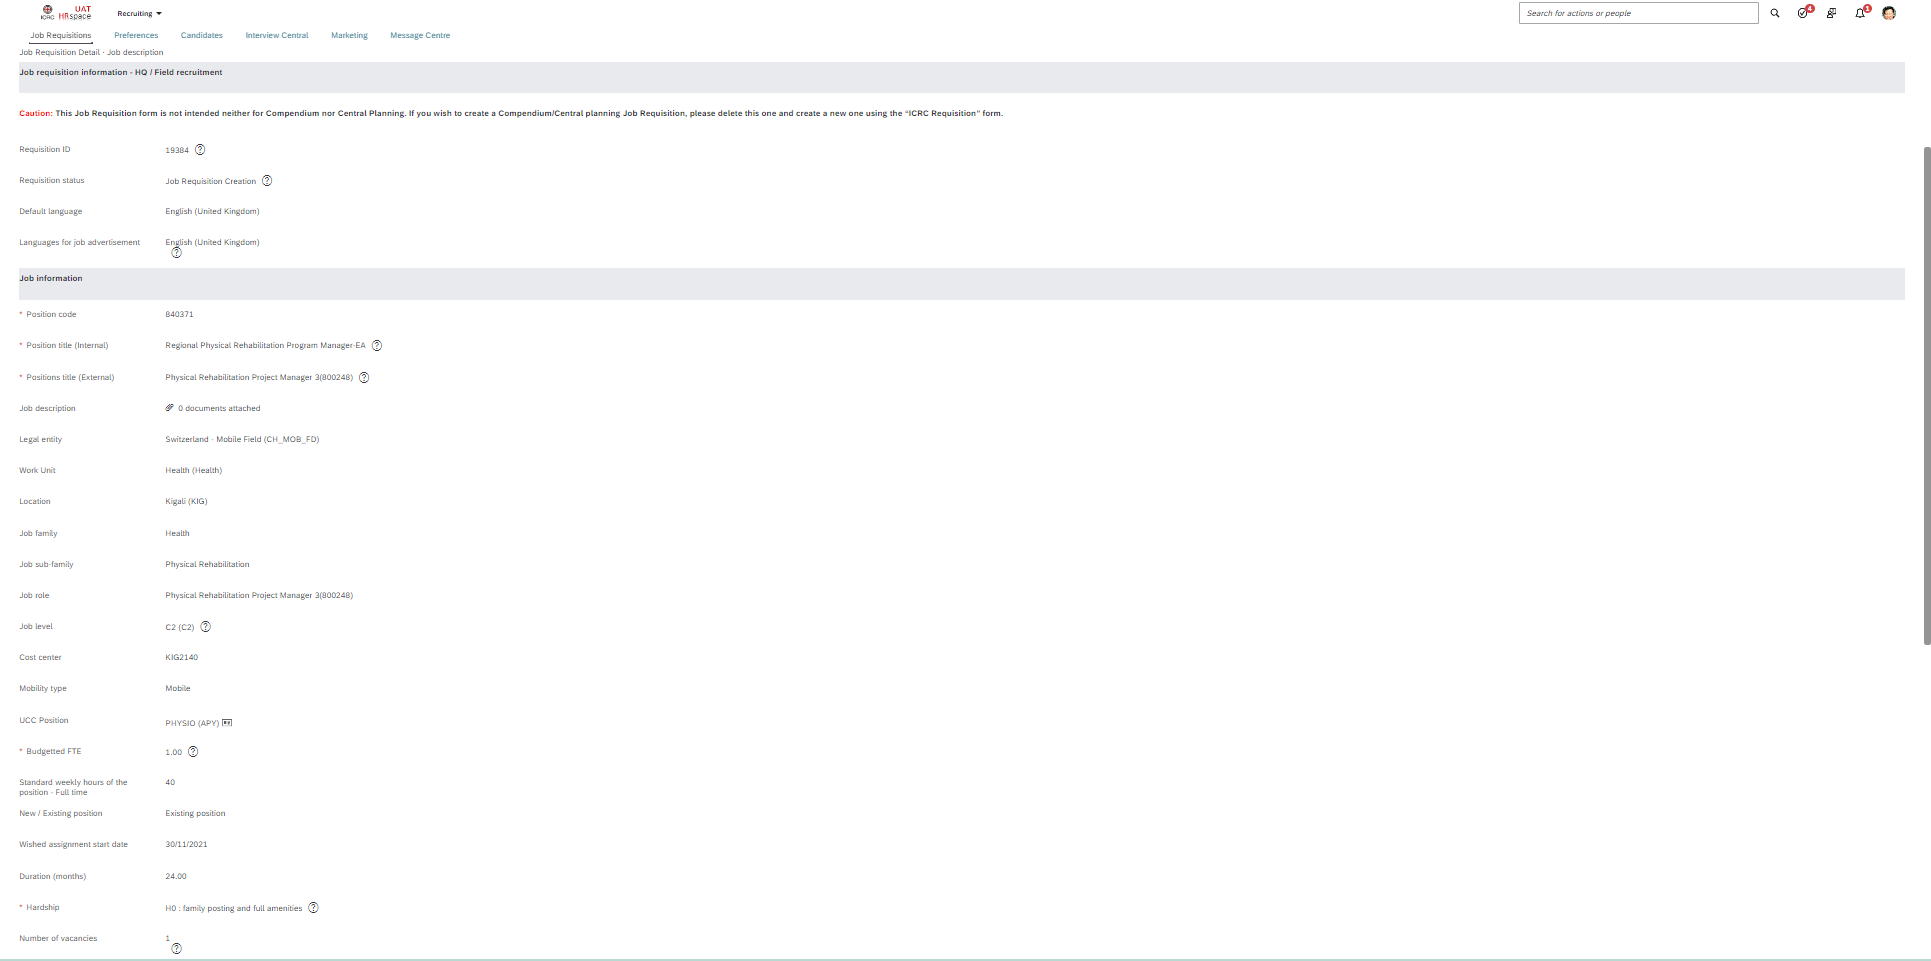 ICRC UAT HRspace Recruiting Search for actions or people 4 1
Job Requisitions Preferences Candidates Interview Central Marketing Message Centre
Job Requisition Detail · Job description
Job requisition information - HQ / Field recruitment
Caution: This Job Requisition form is not intended neither for Compendium nor Central Planning. If you wish to create a Compendium/Central planning Job Requisition, please delete this one and create a new one using the “ICRC Requisition” form.
Requisition ID 19384 ?
Requisition status Job Requisition Creation ?
Default language English (United Kingdom)
Languages for job advertisement English (United Kingdom)
?
Job information
* Position code 840371
* Position title (Internal) Regional Physical Rehabilitation Program Manager-EA ?
* Positions title (External) Physical Rehabilitation Project Manager 3(800248) ?
Job description 0 documents attached
Legal entity Switzerland - Mobile Field (CH_MOB_FD)
Work Unit Health (Health)
Location Kigali (KIG)
Job family Health
Job sub-family Physical Rehabilitation
Job role Physical Rehabilitation Project Manager 3(800248)
Job level C2 (C2) ?
Cost center KIG2140
Mobility type Mobile
UCC Position PHYSIO (APY)
* Budgetted FTE 1.00 ?
Standard weekly hours of the 40
position - Full time
New / Existing position Existing position
Wished assignment start date 30/11/2021
Duration (months) 24.00
* Hardship H0 : family posting and full amenities ?
Number of vacancies 1
?